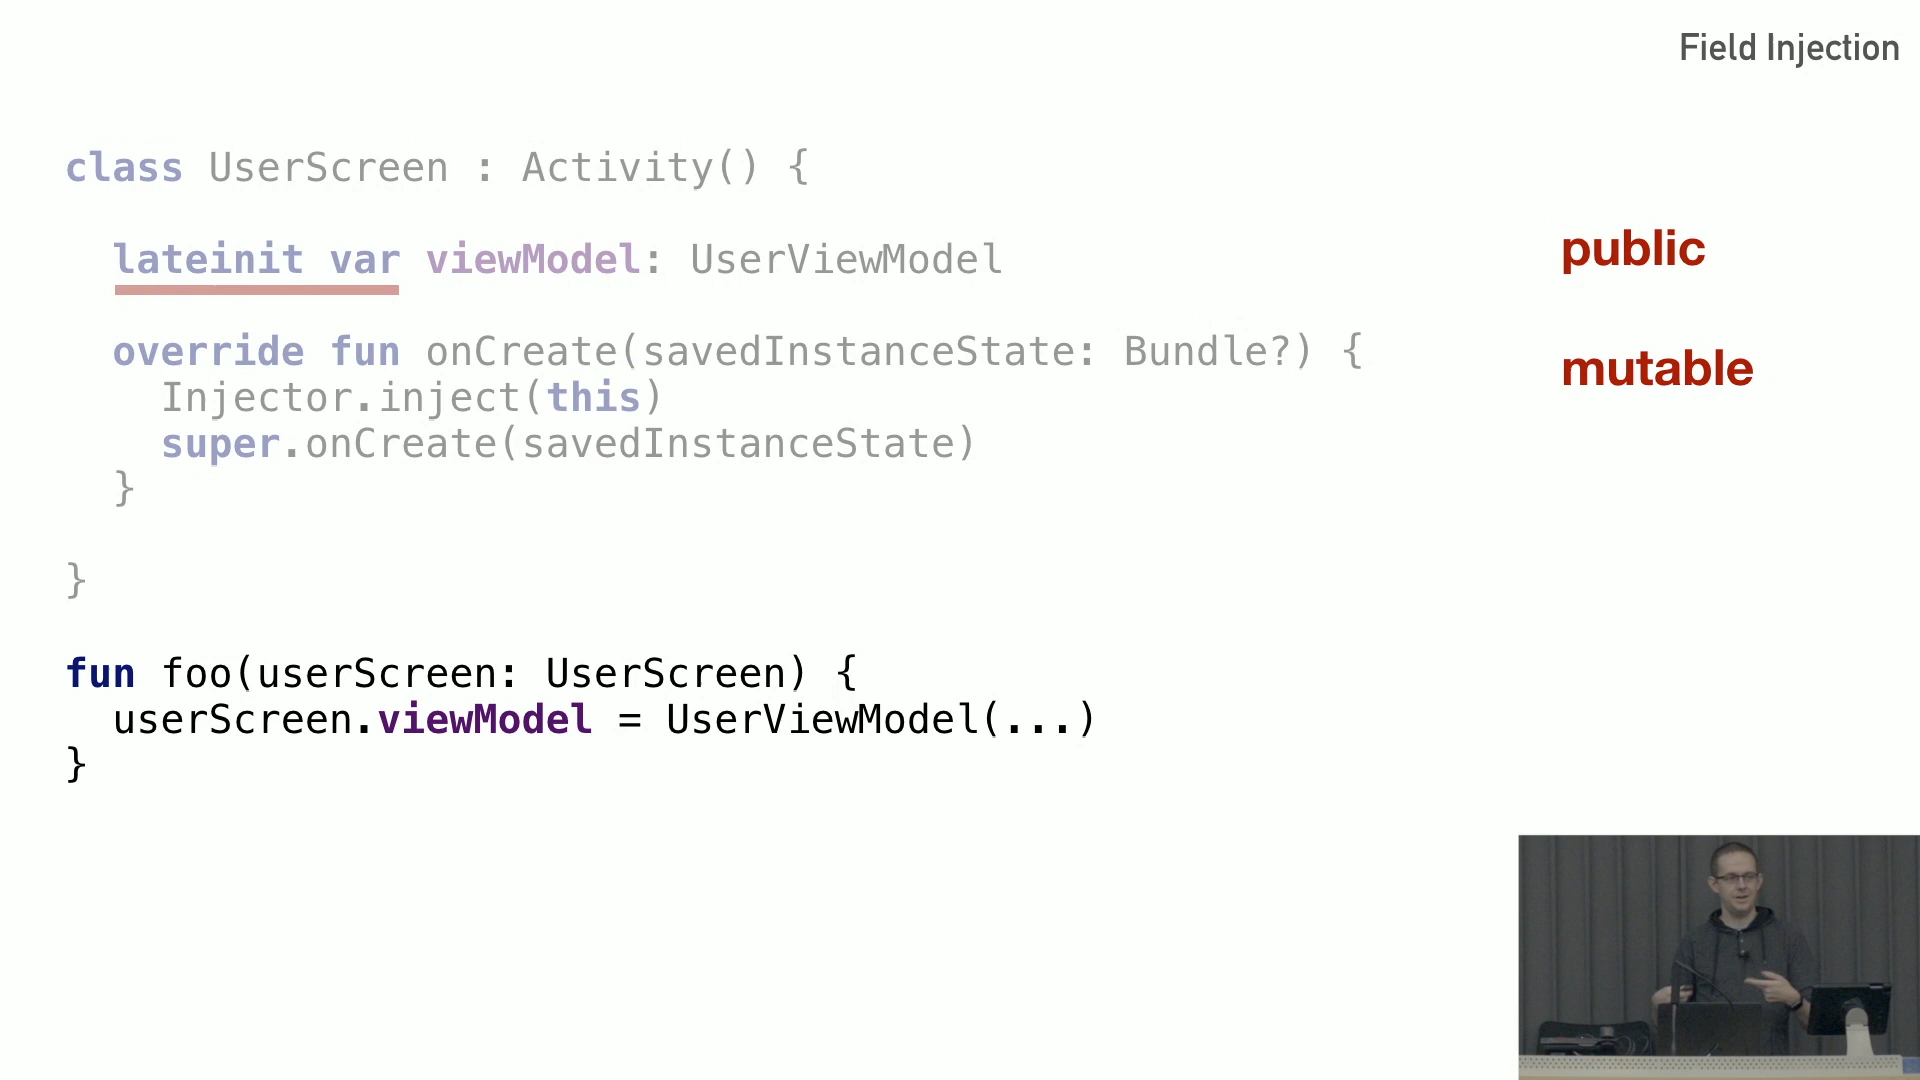 Field Injection
class UserScreen : Activity() {
lateinit var viewModel: UserViewModel
public
override fun onCreate(savedInstanceState: Bundle?) {
mutable
Injector.inject(this)
super.onCreate(savedInstanceState)
}
}
fun foo(userScreen: UserScreen) {
userScreen.viewModel = UserViewModel(...)
}